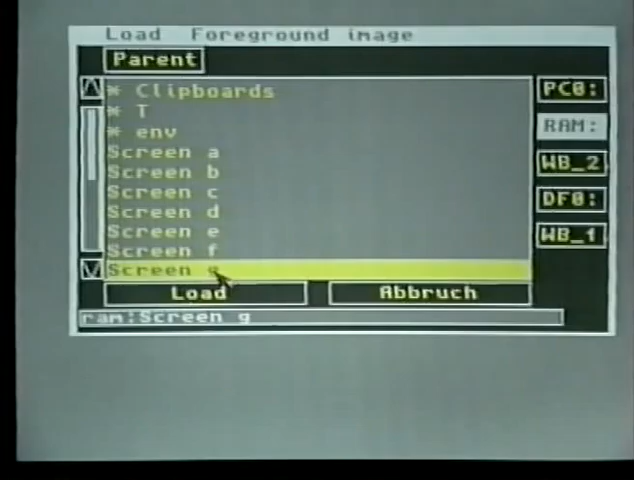 Load Foreground image
Parent
* Clipboards
* T
* env
Screen a
Screen b
Screen c
Screen d
Screen e
Screen f
Screen g
PC0:
RAM:
WB_2
DF0:
WB_1
Load
Abbruch
ram:Screen g